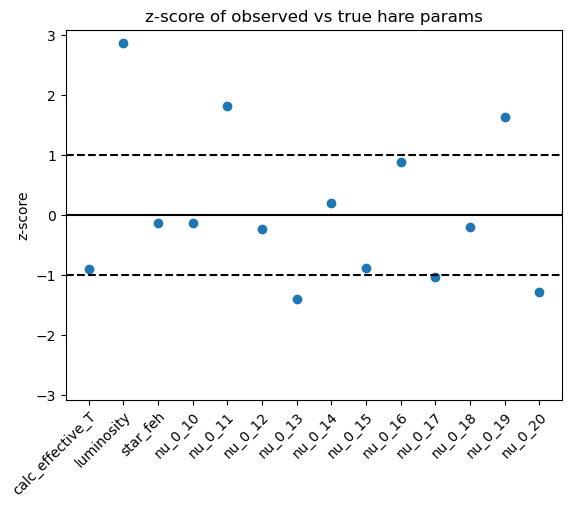 z-score of observed vs true hare params
3
2
1
0
−1
−2
−3
z-score
calc_effective_T
luminosity
star_feh
nu_0_10
nu_0_11
nu_0_12
nu_0_13
nu_0_14
nu_0_15
nu_0_16
nu_0_17
nu_0_18
nu_0_19
nu_0_20